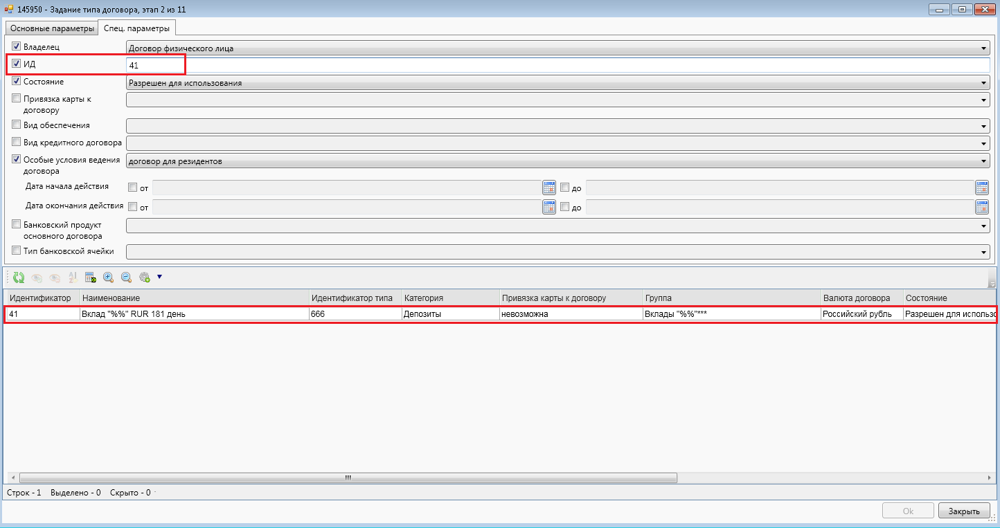 145950 - Задание типа договора, этап 2 из 11
Основные параметры Спец. параметры
Владелец Договор физического лица
ИД 41
Состояние Разрешен для использования
Привязка карты к
договору
Вид обеспечения
Вид кредитного договора
Особые условия ведения договор для резидентов
договора
Дата начала действия от до
Дата окончания действия от до
Банковский продукт
основного договора
Тип банковской ячейки
Идентификатор Наименование Идентификатор типа Категория Привязка карты к договору Группа Валюта договора Состояние
41 Вклад "%%" RUR 181 день 666 Депозиты невозможна Вклады "%%"*** Российский рубль Разрешен для использо
Строк - 1 Выделено - 0 Скрыто - 0
Ok Закрыть